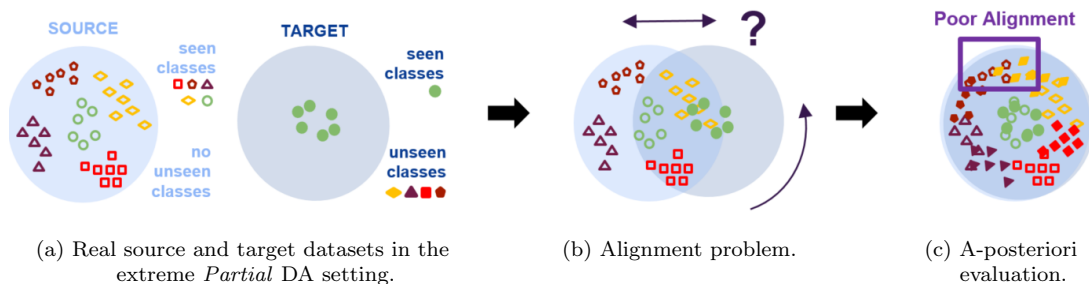 SOURCE
seen
classes
no
unseen
classes
TARGET
seen
classes
unseen
classes
?
Poor Alignment
(a) Real source and target datasets in the
extreme Partial DA setting.
(b) Alignment problem.
(c) A-posteriori
evaluation.